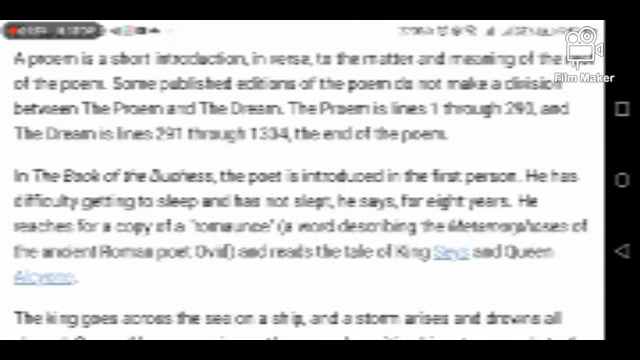 Film Maker
A proem is a short introduction, in verse, to the matter and meaning of the
of the poem. Some published editions of the poem do not make a division
between The Proem and The Dream. The Proem is lines 1 through 290, and
The Dream is lines 291 through 1334, the end of the poem.
In The Book of the Duchess, the poet is introduced in the first person. He has
difficulty getting to sleep and has not slept, he says, for eight years. He
reaches for a copy of a "romaunce" (a word describing the Metamorphoses of
the ancient Roman poet Ovid) and reads the tale of King Seys and Queen
Alcyone.
The king goes across the sea on a ship, and a storm arises and drowns all